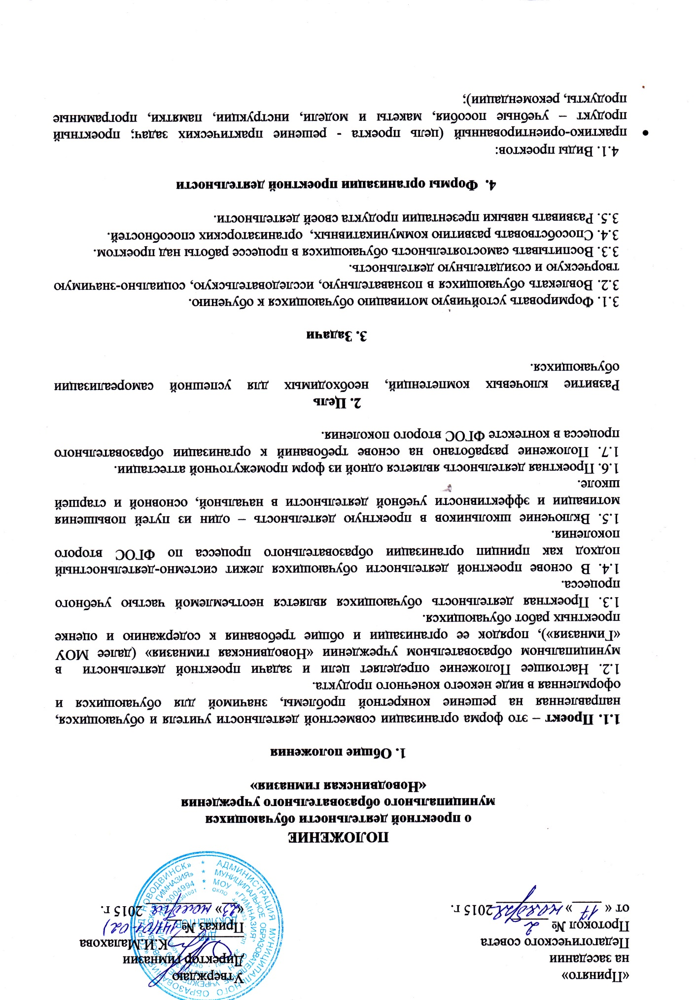 «Принято»
на заседании
Педагогического совета
Протокол № 2
от « 17 » ноября 2015 г.
Утверждаю
Директор гимназии
К.И.Малахова
Приказ № 141/01-02)
«23» ноября 2015 г.
ПОЛОЖЕНИЕ
о проектной деятельности обучающихся
муниципального образовательного учреждения
«Новодвинская гимназия»
1. Общие положения
1.1. Проект – это форма организации совместной деятельности учителя и обучающихся,
направленная на решение конкретной проблемы, значимой для обучающихся и
оформленная в виде некоего конечного продукта.
1.2. Настоящее Положение определяет цели и задачи проектной деятельности в
муниципальном образовательном учреждении «Новодвинская гимназия» (далее МОУ
«Гимназия»), порядок ее организации и общие требования к содержанию и оценке
проектных работ обучающихся.
1.3. Проектная деятельность обучающихся является неотъемлемой частью учебного
процесса.
1.4. В основе проектной деятельности обучающихся лежит системно-деятельностный
подход как принцип организации образовательного процесса по ФГОС второго
поколения.
1.5. Включение школьников в проектную деятельность – один из путей повышения
мотивации и эффективности учебной деятельности в начальной, основной и старшей
школе.
1.6. Проектная деятельность является одной из форм промежуточной аттестации.
1.7. Положение разработано на основе требований к организации образовательного
процесса в контексте ФГОС второго поколения.
2. Цель
Развитие ключевых компетенций, необходимых для успешной самореализации
обучающихся.
3. Задачи
3.1. Формировать устойчивую мотивацию обучающихся к обучению.
3.2. Вовлекать обучающихся в познавательную, исследовательскую, социально-значимую
творческую и созидательную деятельность.
3.3. Воспитывать самостоятельность обучающихся в процессе работы над проектом.
3.4. Способствовать развитию коммуникативных, организаторских способностей.
3.5. Развивать навыки презентации продукта своей деятельности.
4. Формы организации проектной деятельности
4.1. Виды проектов:
• практико-ориентированный (цель проекта - решение практических задач; проектный
продукт – учебные пособия, макеты и модели, инструкции, памятки, программные
продукты, рекомендации);